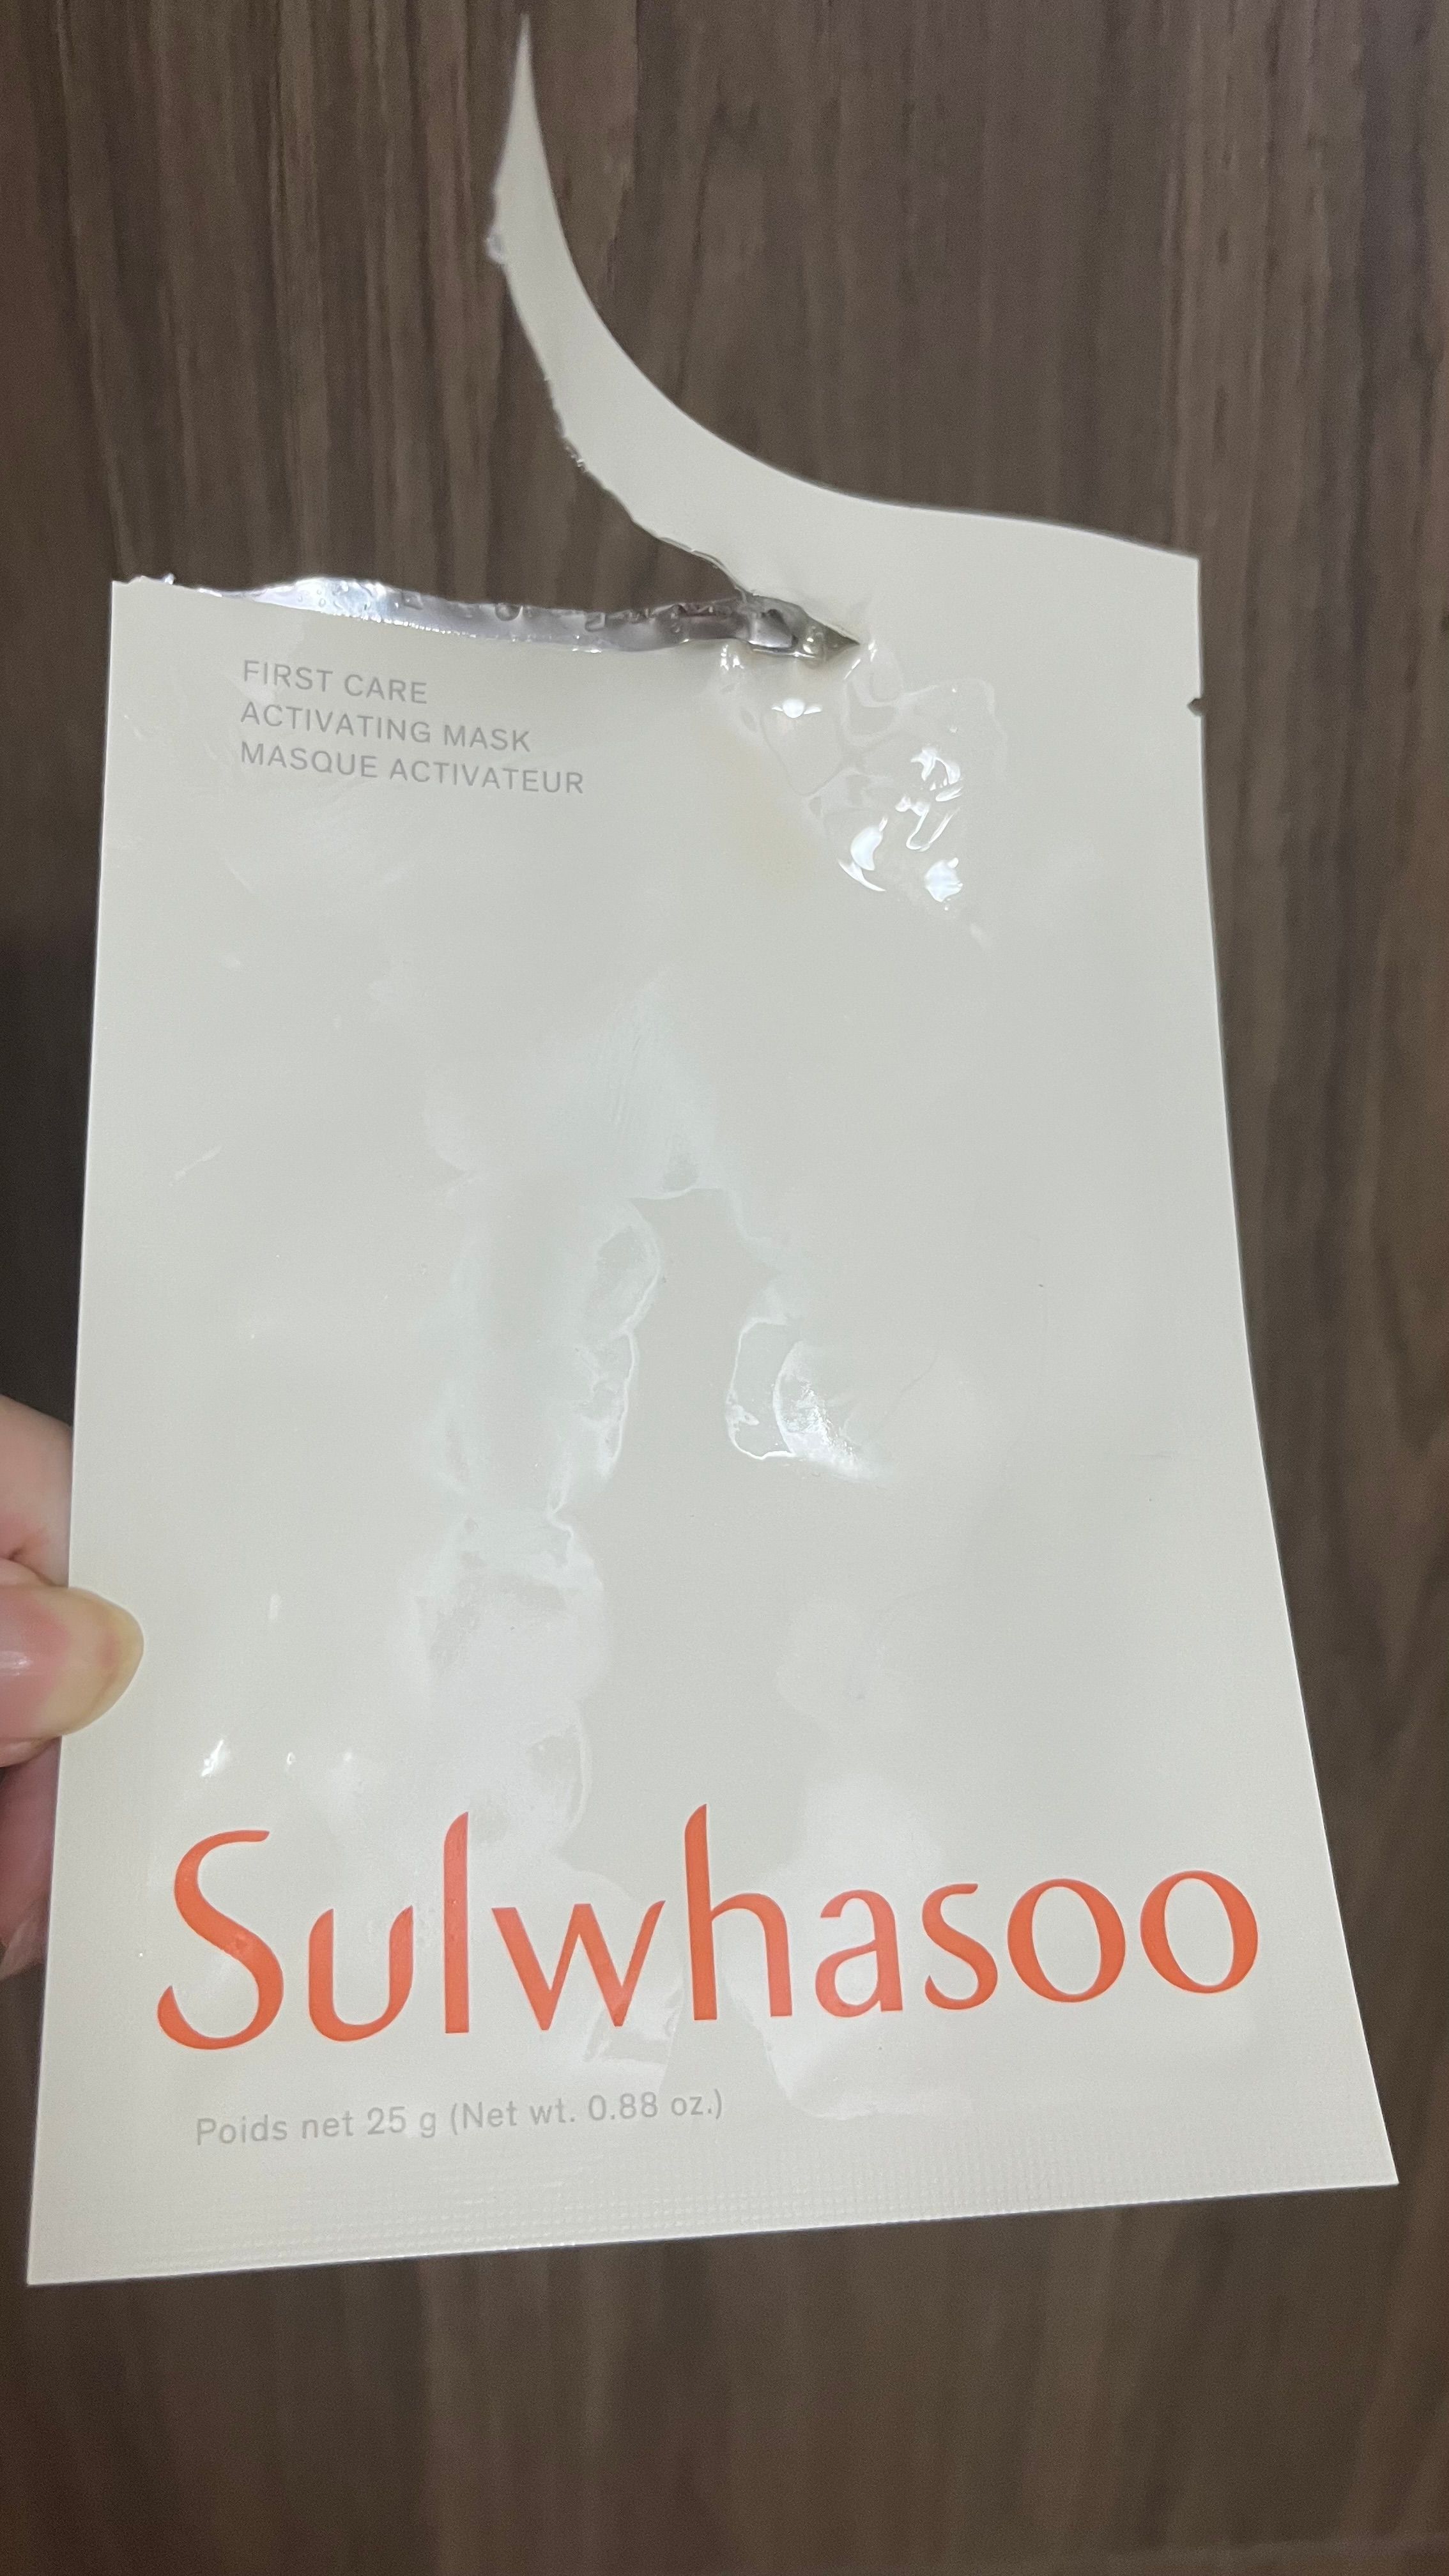 FIRST CARE
ACTIVATING MASK
MASQUE ACTIVATEUR
Sulwhasoo
Poids net 25 g (Net wt. 0.88 oz.)